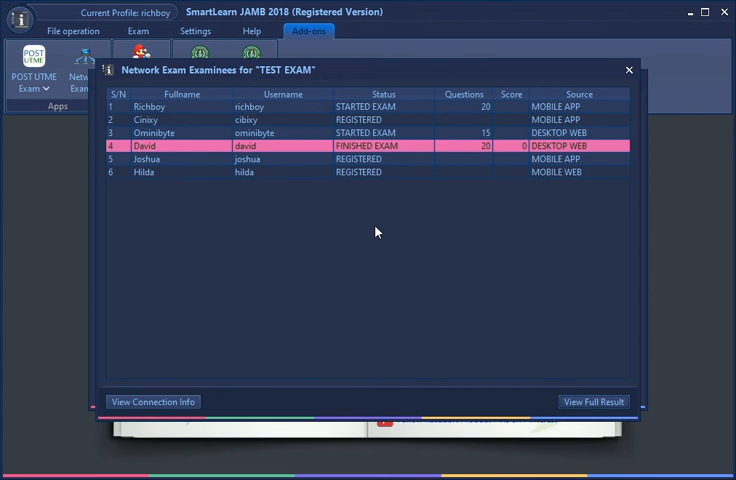 Current Profile: richboy SmartLearn JAMB 2018 (Registered Version)
File operation Exam Settings Help Add-ons
POST UTME
POST UTME Exam
Apps
Network Exam Examinees for "TEST EXAM"
S/N Fullname Username Status Questions Score Source
1 Richboy richboy STARTED EXAM 20 MOBILE APP
2 Cinixy cibixy REGISTERED MOBILE APP
3 Ominibyte ominibyte STARTED EXAM 15 DESKTOP WEB
4 David david FINISHED EXAM 20 0 DESKTOP WEB
5 Joshua joshua REGISTERED MOBILE APP
6 Hilda hilda REGISTERED MOBILE WEB
View Connection Info View Full Result